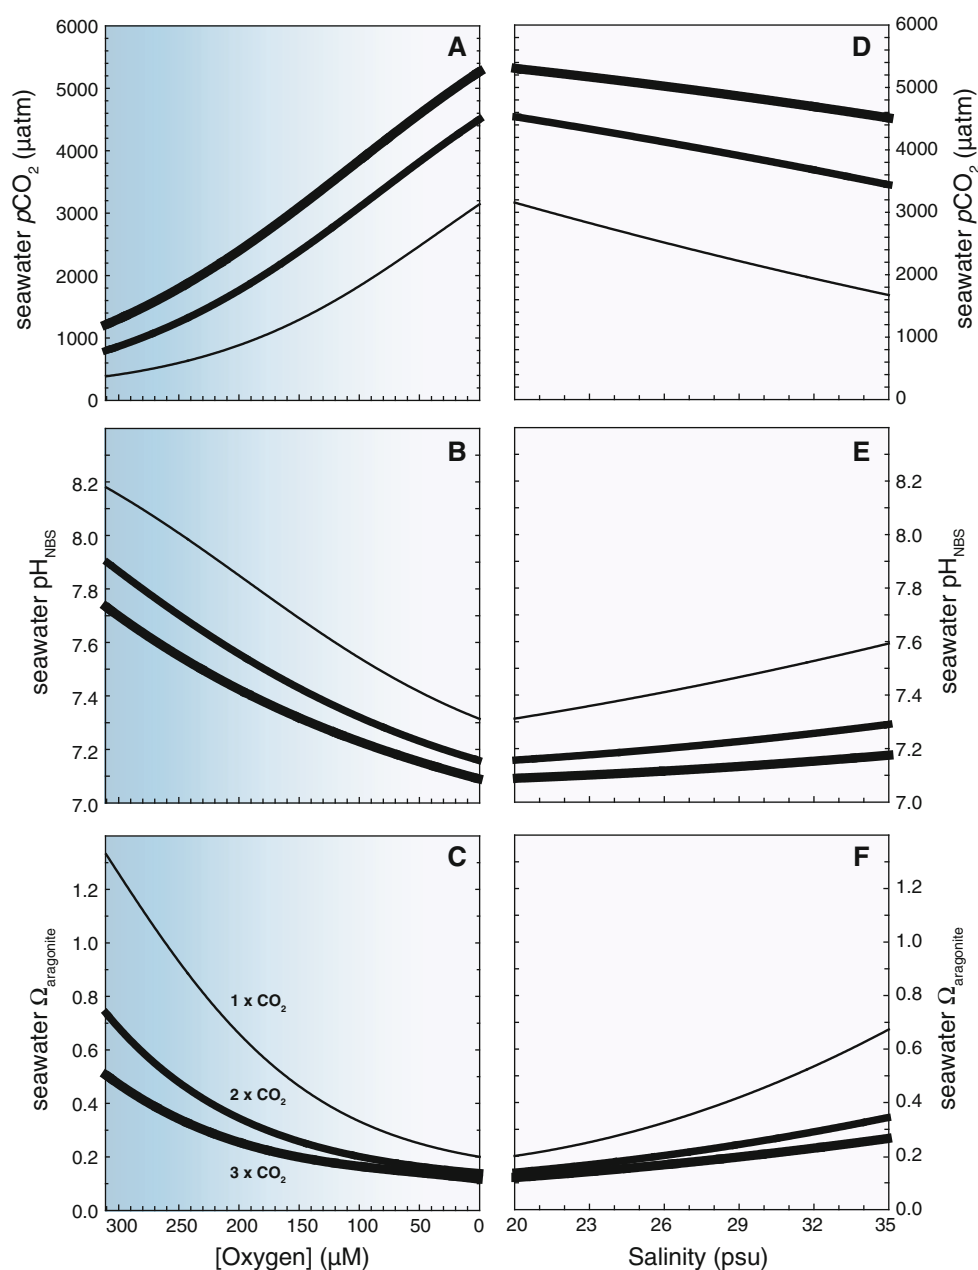 A
D
6000
5000
4000
3000
2000
1000
0
seawater pCO2 (µatm)
6000
5000
4000
3000
2000
1000
0
seawater pCO2 (µatm)
B
E
8.2
8.0
7.8
7.6
7.4
7.2
7.0
seawater pHNBS
8.2
8.0
7.8
7.6
7.4
7.2
7.0
seawater pHNBS
C
F
1.2
1.0
0.8
0.6
0.4
0.2
0.0
seawater Ωaragonite
1 x CO2
2 x CO2
3 x CO2
1.2
1.0
0.8
0.6
0.4
0.2
0.0
seawater Ωaragonite
300 250 200 150 100 50 0
[Oxygen] (µM)
20 23 26 29 32 35
Salinity (psu)